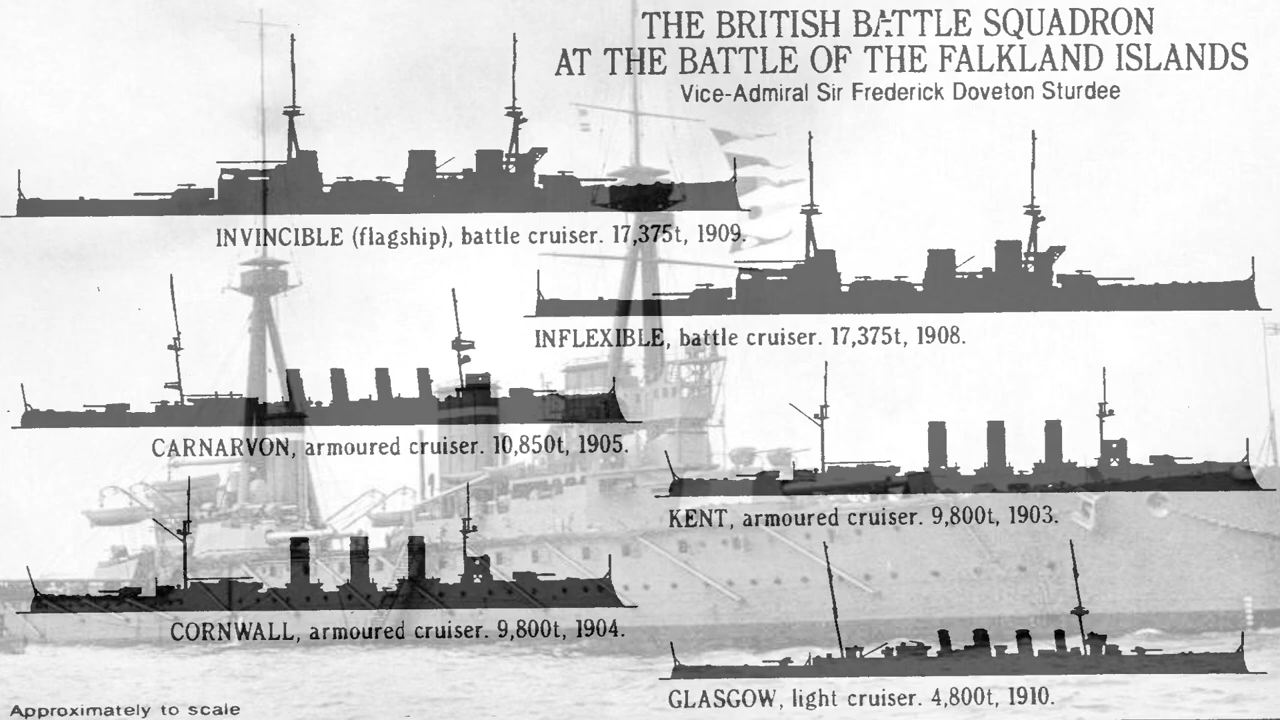 THE BRITISH BATTLE SQUADRON
AT THE BATTLE OF THE FALKLAND ISLANDS
Vice-Admiral Sir Frederick Doveton Sturdee
INVINCIBLE (flagship), battle cruiser. 17,375t, 1909.
INFLEXIBLE, battle cruiser. 17,375t, 1908.
CARNARVON, armoured cruiser. 10,850t, 1905.
KENT, armoured cruiser. 9,800t, 1903.
CORNWALL, armoured cruiser. 9,800t, 1904.
GLASGOW, light cruiser. 4,800t, 1910.
Approximately to scale